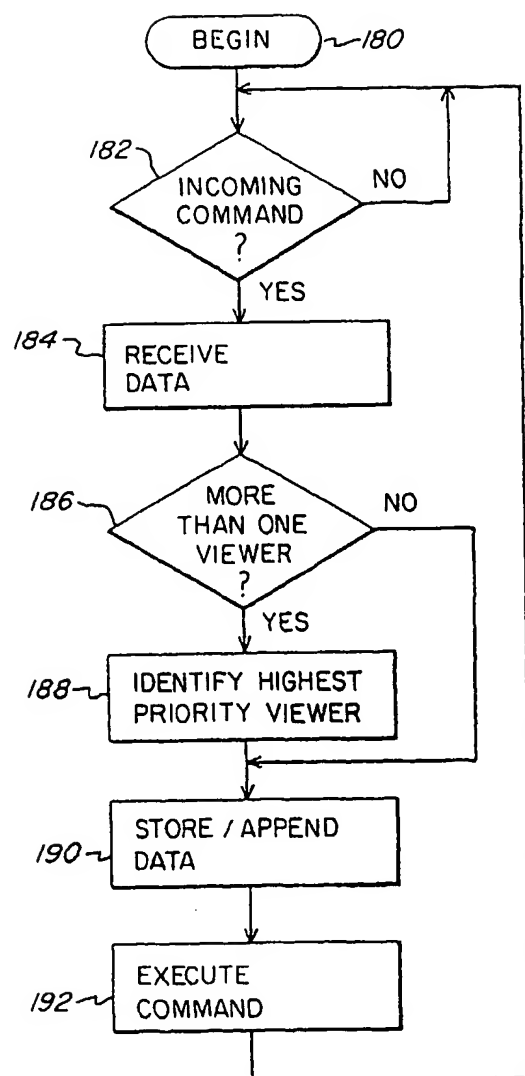 BEGIN
180
182
INCOMING
COMMAND
?
NO
YES
184
RECEIVE
DATA
186
MORE
THAN ONE
VIEWER
?
NO
YES
188
IDENTIFY HIGHEST
PRIORITY VIEWER
190
STORE / APPEND
DATA
192
EXECUTE
COMMAND